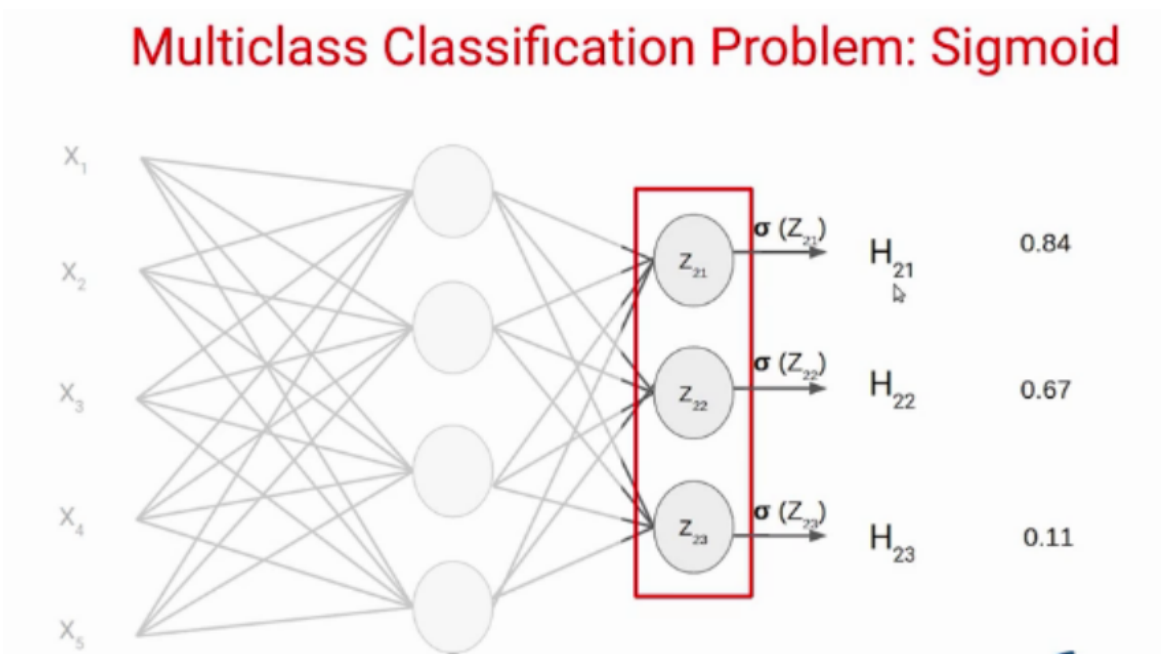 Multiclass Classification Problem: Sigmoid
X₁
X₂
X₃
X₄
X₅
Z₂₁
Z₂₂
Z₂₃
σ (Z₂₁)
σ (Z₂₂)
σ (Z₂₃)
H₂₁
H₂₂
H₂₃
0.84
0.67
0.11